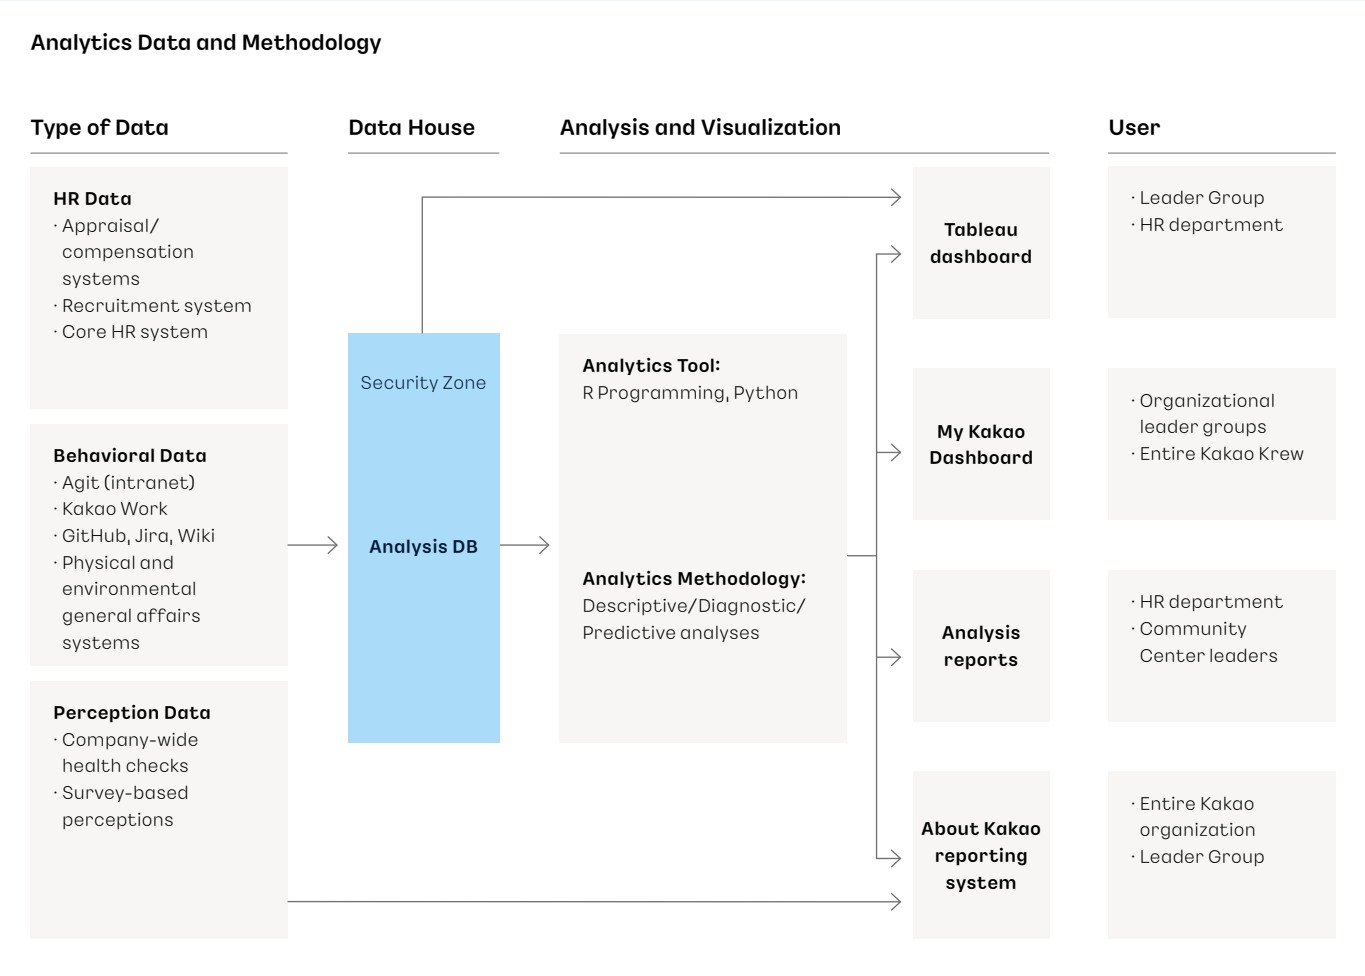 Analytics Data and Methodology
Type of Data
HR Data
· Appraisal/
compensation
systems
· Recruitment system
· Core HR system
Behavioral Data
· Agit (intranet)
· Kakao Work
· GitHub, Jira, Wiki
· Physical and
environmental
general affairs
systems
Perception Data
· Company-wide
health checks
· Survey-based
perceptions
Data House
Security Zone
Analysis DB
Analysis and Visualization
Analytics Tool:
R Programming, Python
Analytics Methodology:
Descriptive/Diagnostic/
Predictive analyses
Tableau
dashboard
My Kakao
Dashboard
Analysis
reports
About Kakao
reporting
system
User
· Leader Group
· HR department
· Organizational
leader groups
· Entire Kakao Krew
· HR department
· Community
Center leaders
· Entire Kakao
organization
· Leader Group